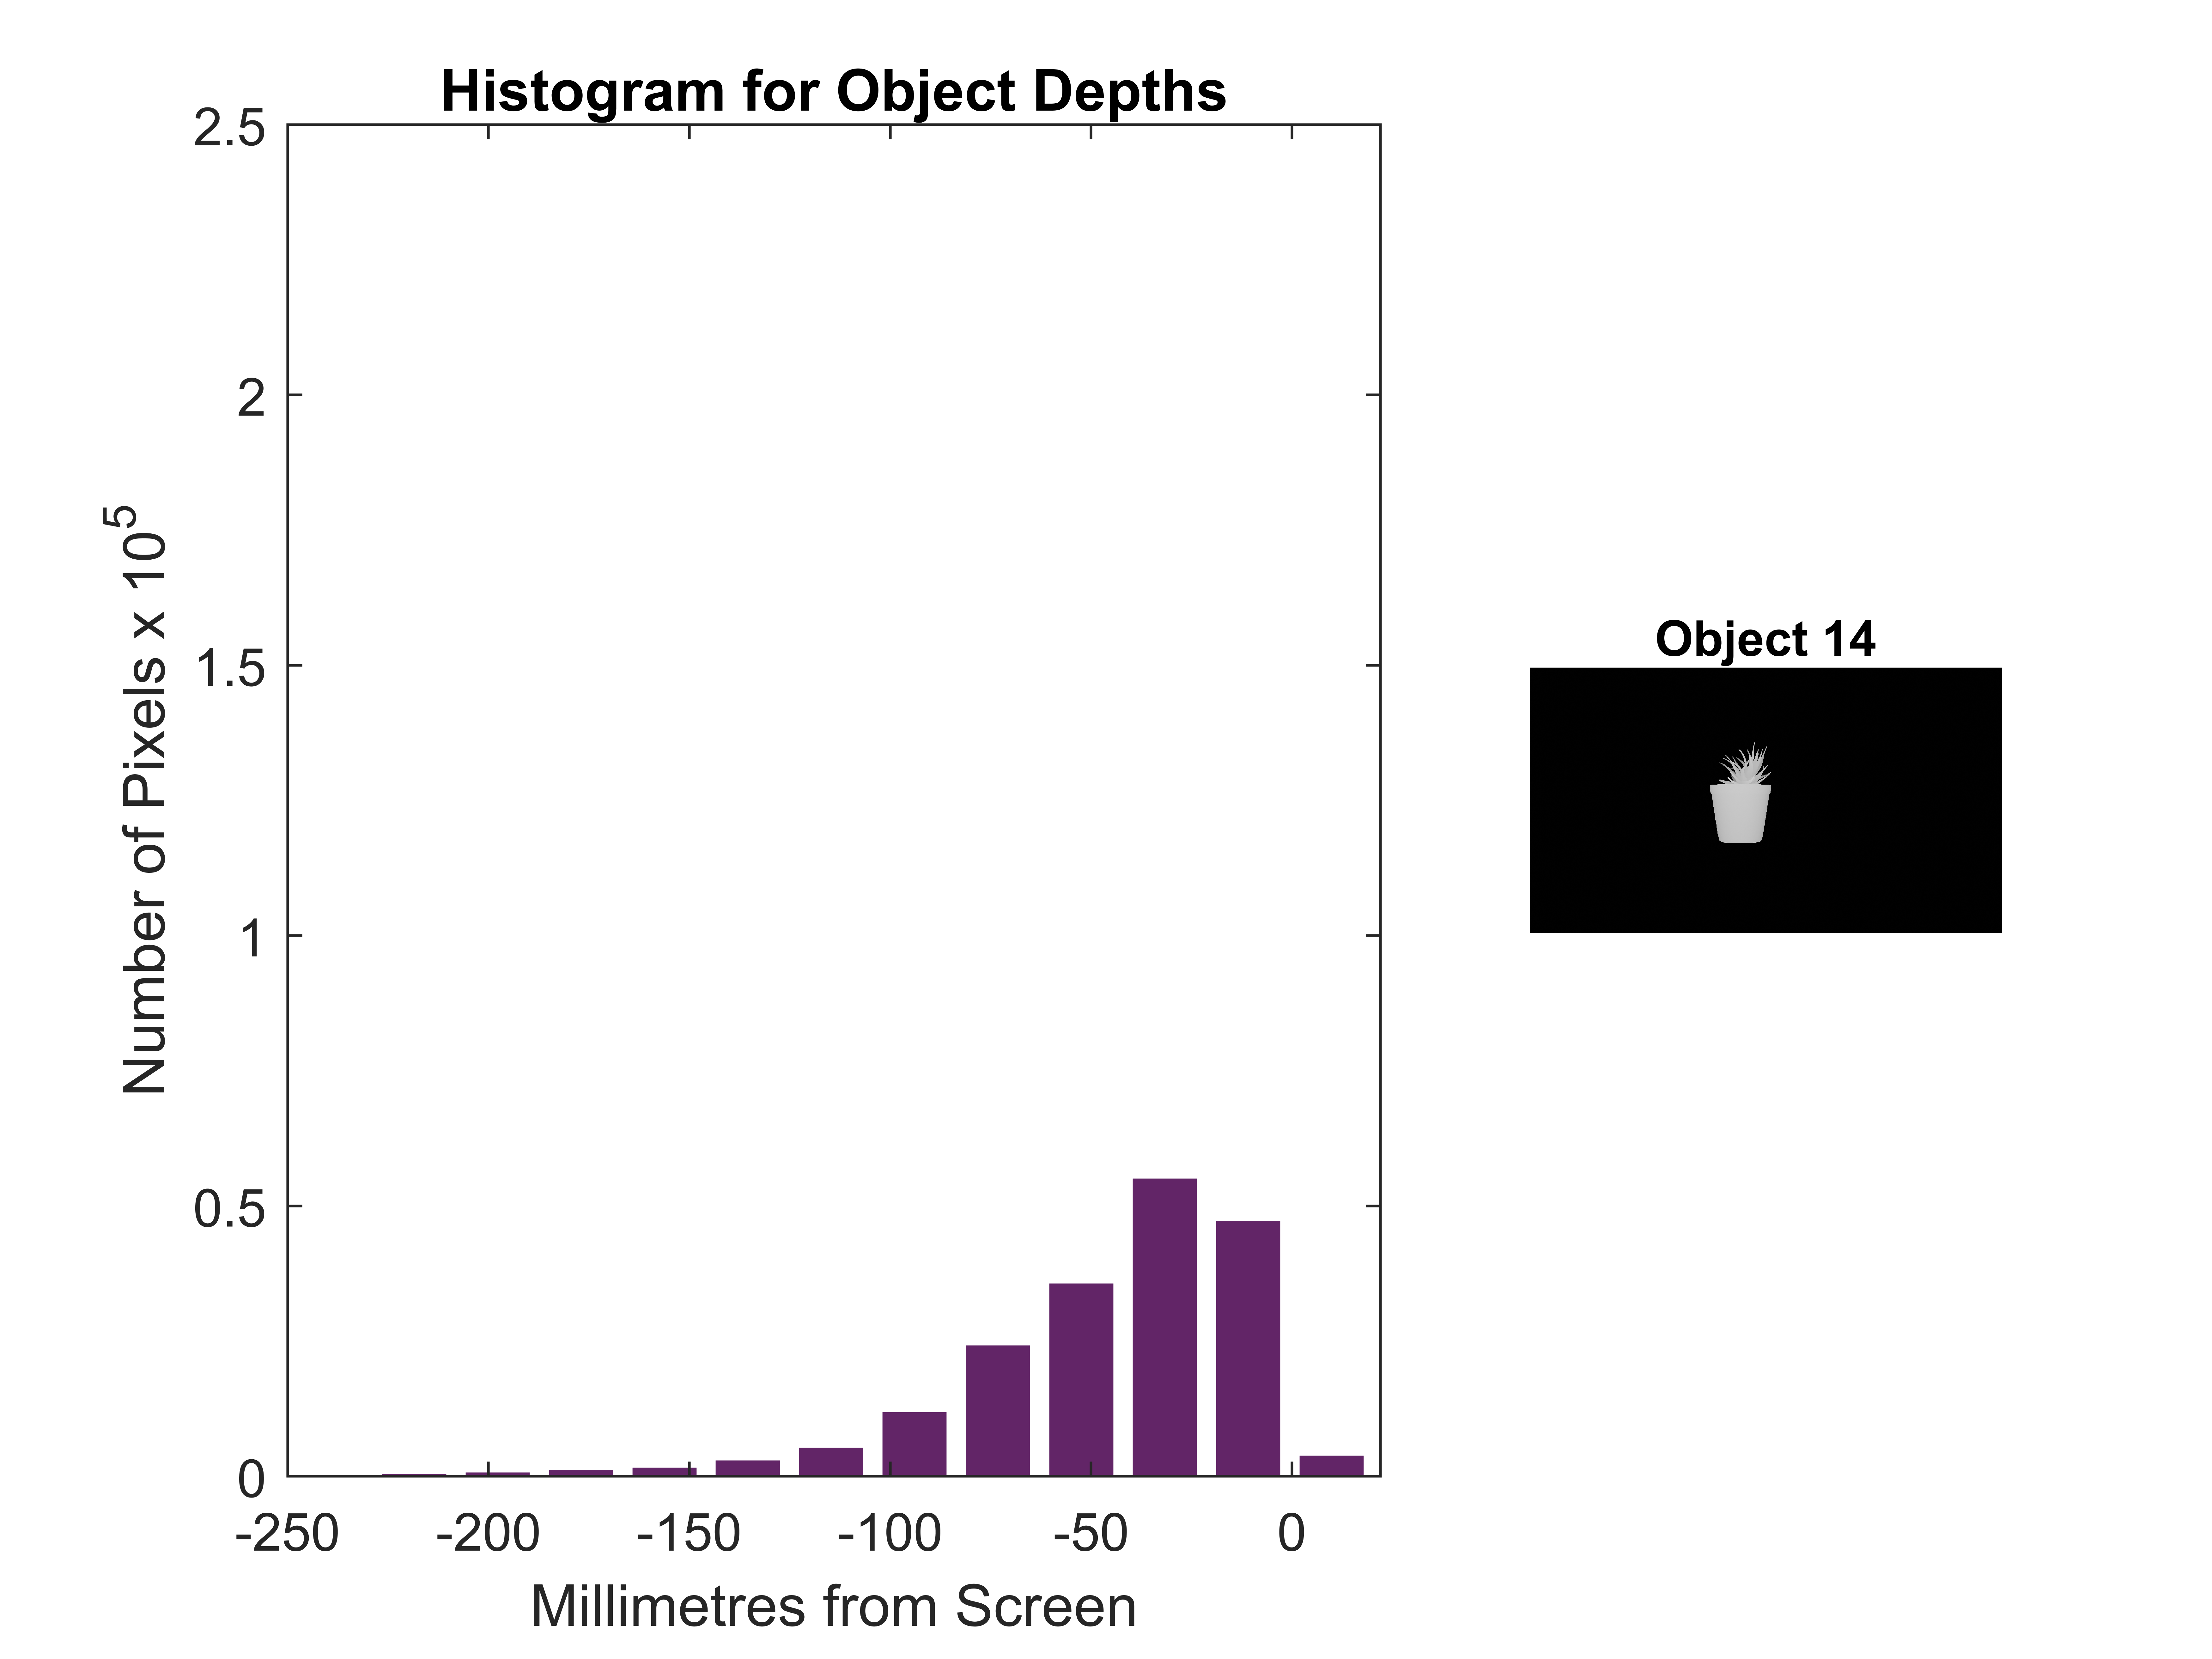 Histogram for Object Depths
2.5
2
1.5
1
0.5
0
Number of Pixels x 10^5
-250 -200 -150 -100 -50 0
Millimetres from Screen
Object 14